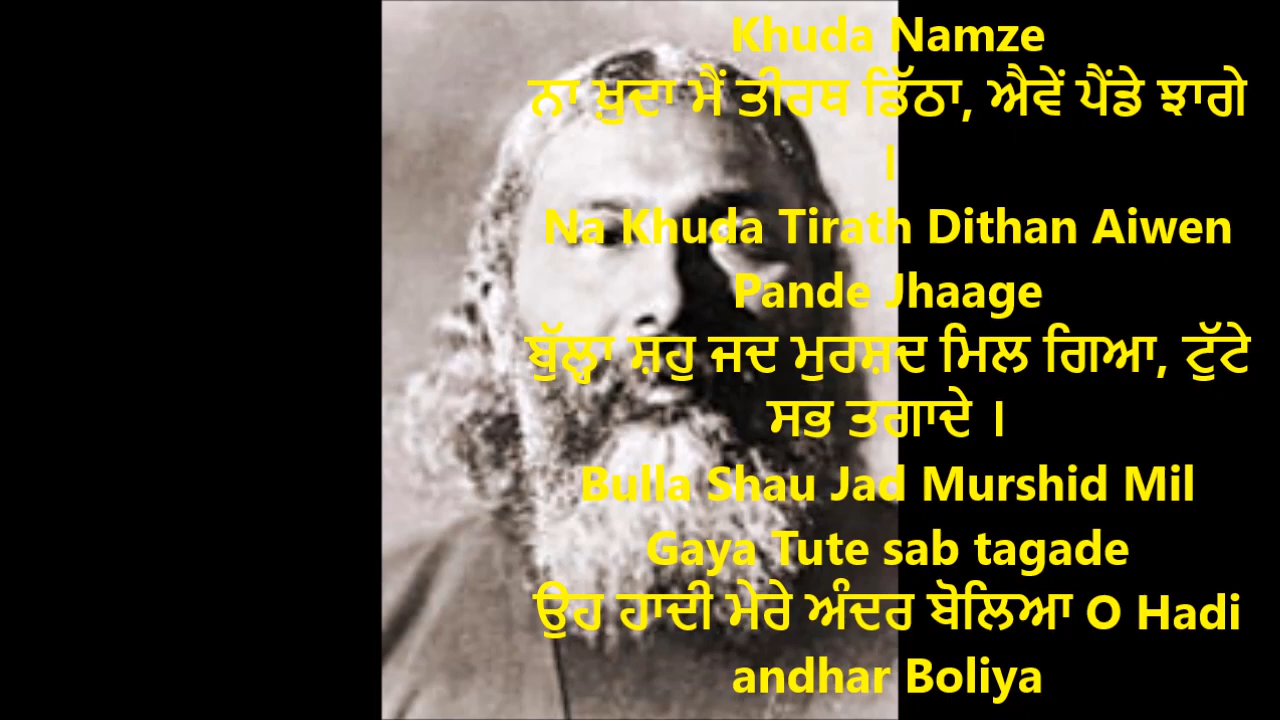 Khuda Namze
ਨਾ ਖ਼ੁਦਾ ਮੈਂ ਤੀਰਥ ਡਿੱਠਾ, ਐਵੇਂ ਪੈਂਡੇ ਝਾਗੇ
।
Na Khuda Tirath Dithan Aiwen
Pande Jhaage
ਬੁੱਲ੍ਹਾ ਸ਼ਹੁ ਜਦ ਮੁਰਸ਼ਦ ਮਿਲ ਗਿਆ, ਟੁੱਟੇ
ਸਭ ਤਗਾਦੇ ।
Bulla Shau Jad Murshid Mil
Gaya Tute sab tagade
ਉਹ ਹਾਦੀ ਮੇਰੇ ਅੰਦਰ ਬੋਲਿਆ O Hadi
andhar Boliya